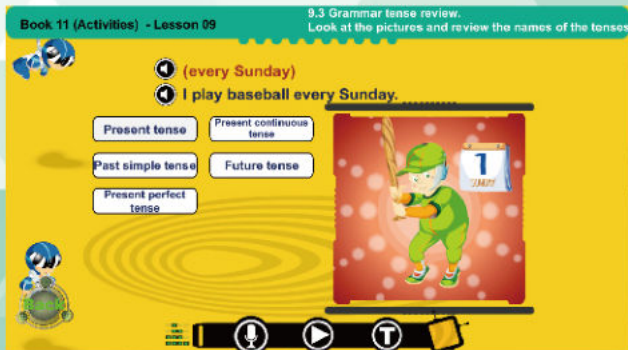 Book 11 (Activities) - Lesson 09
9.3 Grammar tense review.
Look at the pictures and review the names of the tenses
(every Sunday)
I play baseball every Sunday.
Present tense
Present continuous
tense
Past simple tense
Future tense
Present perfect
tense
1
SUNDAY
Back
T